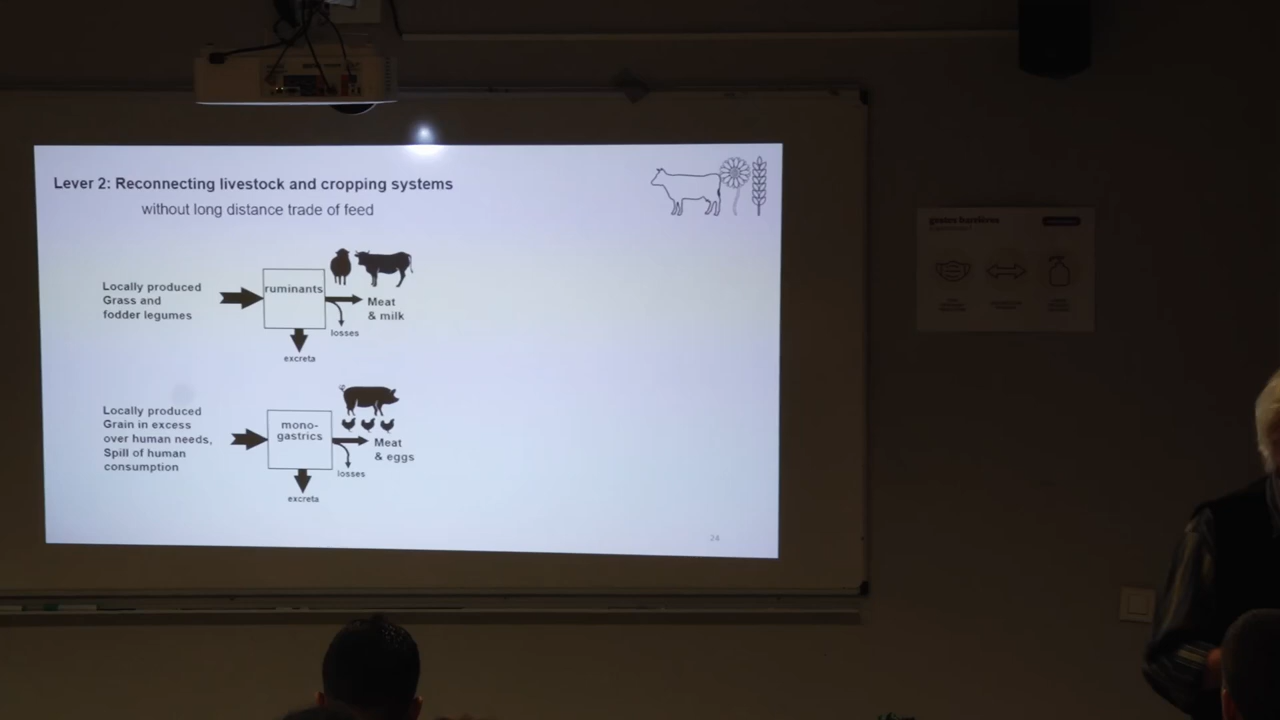 Lever 2: Reconnecting livestock and cropping systems
without long distance trade of feed
Locally produced
Grass and
fodder legumes
ruminants
Meat
& milk
losses
excreta
Locally produced
Grain in excess
over human needs,
Spill of human
consumption
mono-
gastrics
Meat
& eggs
losses
excreta
24
gestes barrières